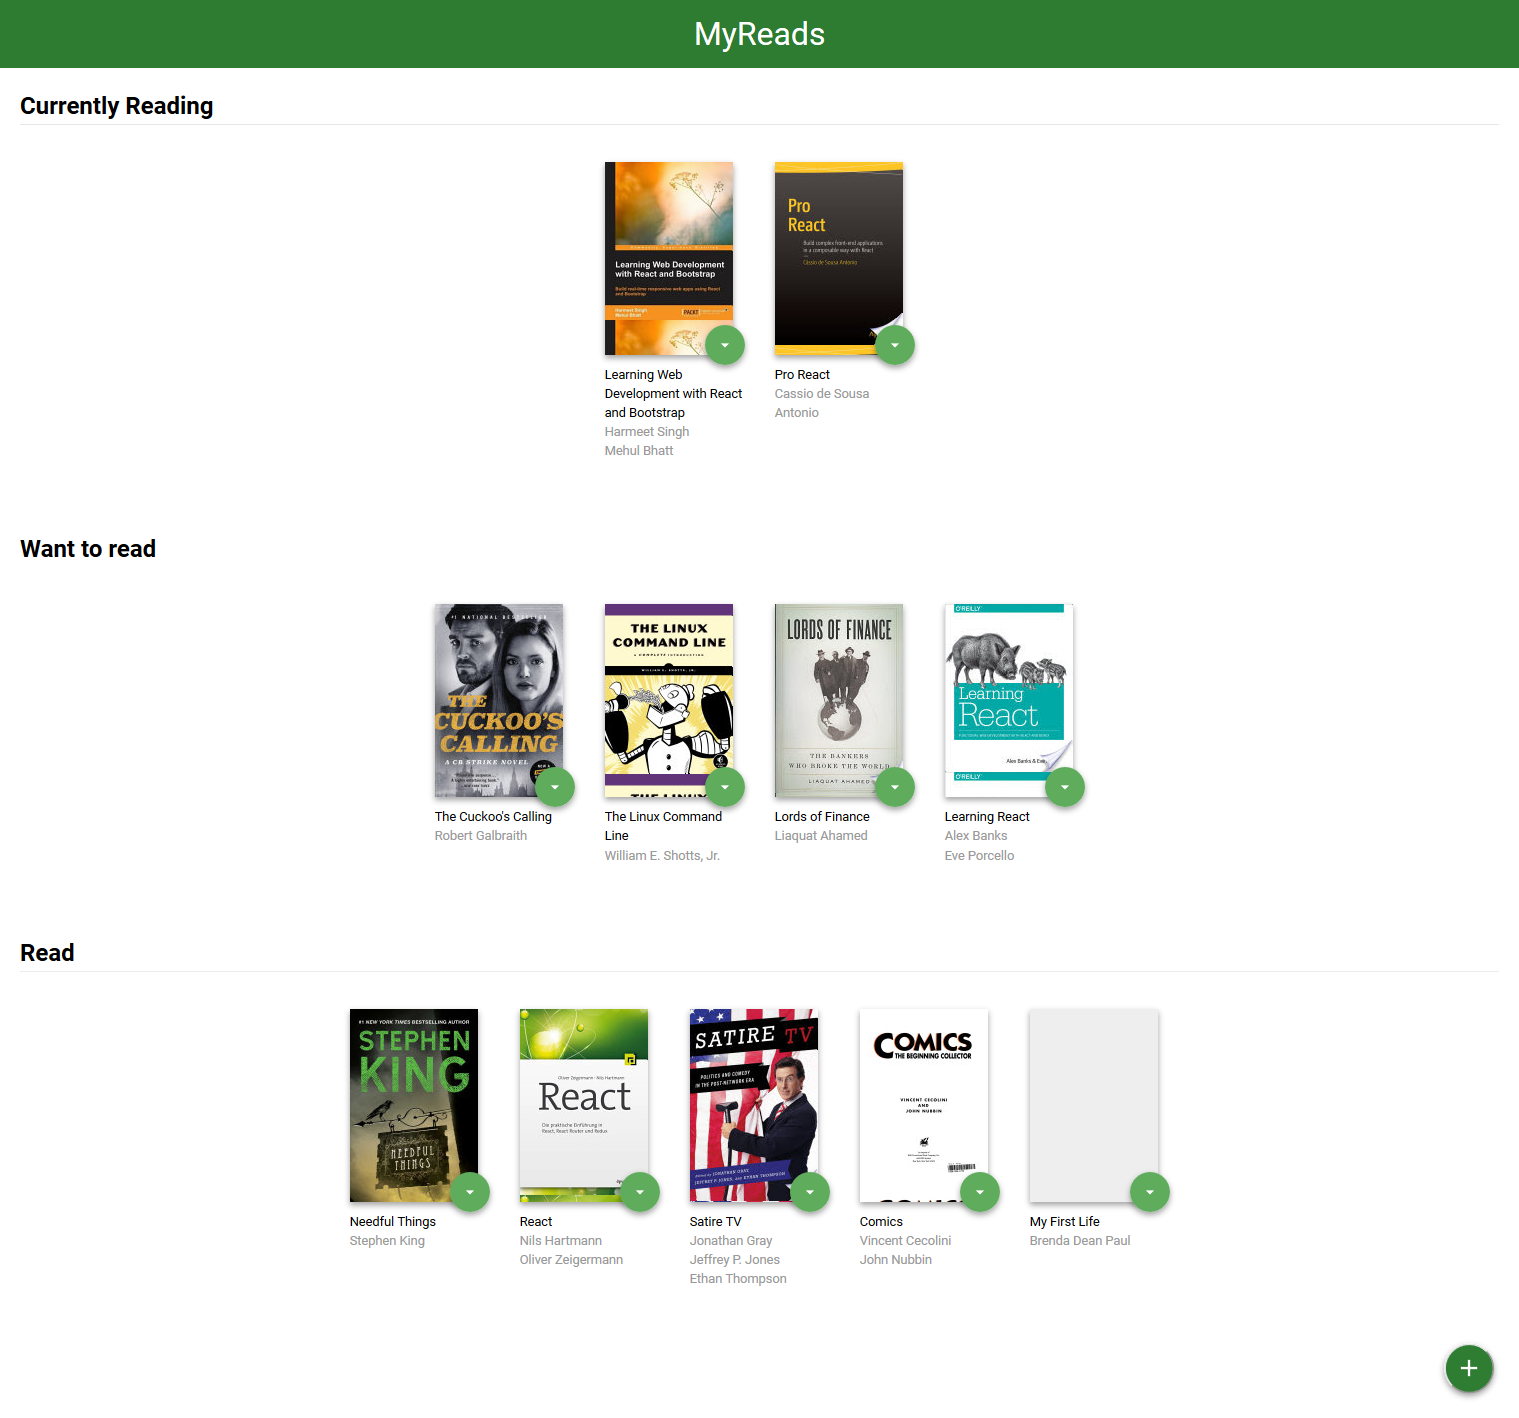 MyReads
Currently Reading
Learning Web Development
with React and Bootstrap
Build real-time responsive web apps using React
and Bootstrap
Harmeet Singh
Mehul Bhatt
PACKT
Pro
React
Build complex front-end applications
in a composable way with React
Cássio de Sousa Antonio
Learning Web
Development with React
and Bootstrap
Harmeet Singh
Mehul Bhatt
Pro React
Cassio de Sousa
Antonio
Want to read
#1 NATIONAL BESTSELLER
THE
CUCKOO'S
CALLING
A CB STRIKE NOVEL
THE LINUX
COMMAND LINE
A COMPLETE INTRODUCTION
WILLIAM E. SHOTTS, JR.
THE LINUX
LORDS OF FINANCE
THE BANKERS
WHO BROKE THE WORLD
LIAQUAT AHAMED
O'REILLY
Learning
React
Alex Banks & Eve
O'REILLY
The Cuckoo's Calling
Robert Galbraith
The Linux Command
Line
William E. Shotts, Jr.
Lords of Finance
Liaquat Ahamed
Learning React
Alex Banks
Eve Porcello
Read
#1 NEW YORK TIMES BESTSELLING AUTHOR
STEPHEN
KING
NEEDFUL
THINGS
Oliver Zeigermann · Nils Hartmann
React
Die praktische Einführung in
React, React Router und Redux
SATIRE TV
POLITICS AND COMEDY
IN THE POST-NETWORK ERA
Edited by JONATHAN GRAY,
JEFFREY P. JONES, and ETHAN THOMPSON
COMICS
THE BEGINNING COLLECTOR
VINCENT CECOLINI
AND
JOHN NUBBIN
COMICS
Needful Things
Stephen King
React
Nils Hartmann
Oliver Zeigermann
Satire TV
Jonathan Gray
Jeffrey P. Jones
Ethan Thompson
Comics
Vincent Cecolini
John Nubbin
My First Life
Brenda Dean Paul